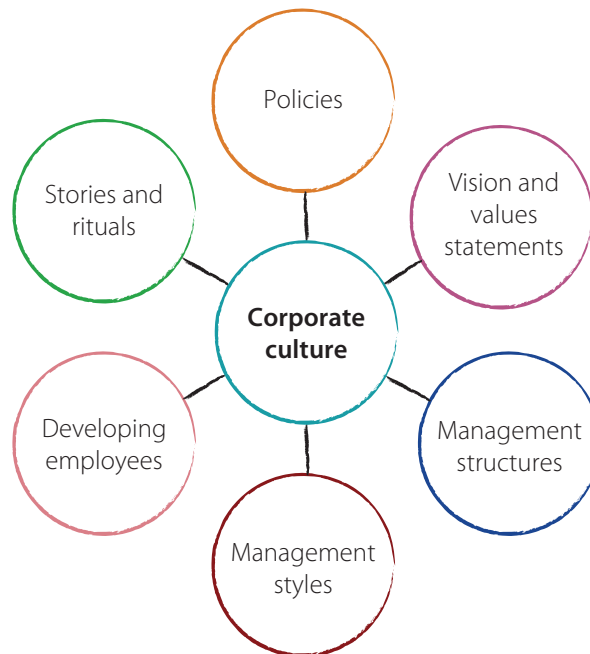 Policies
Stories and
rituals
Vision and
values
statements
Corporate
culture
Developing
employees
Management
structures
Management
styles